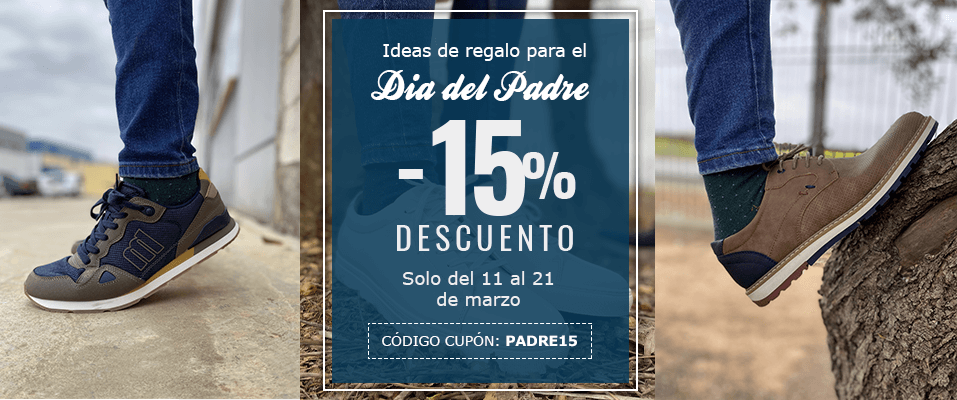 Ideas de regalo para el
Dia del Padre
-15%
DESCUENTO
Solo del 11 al 21
de marzo
CÓDIGO CUPÓN: PADRE15
m